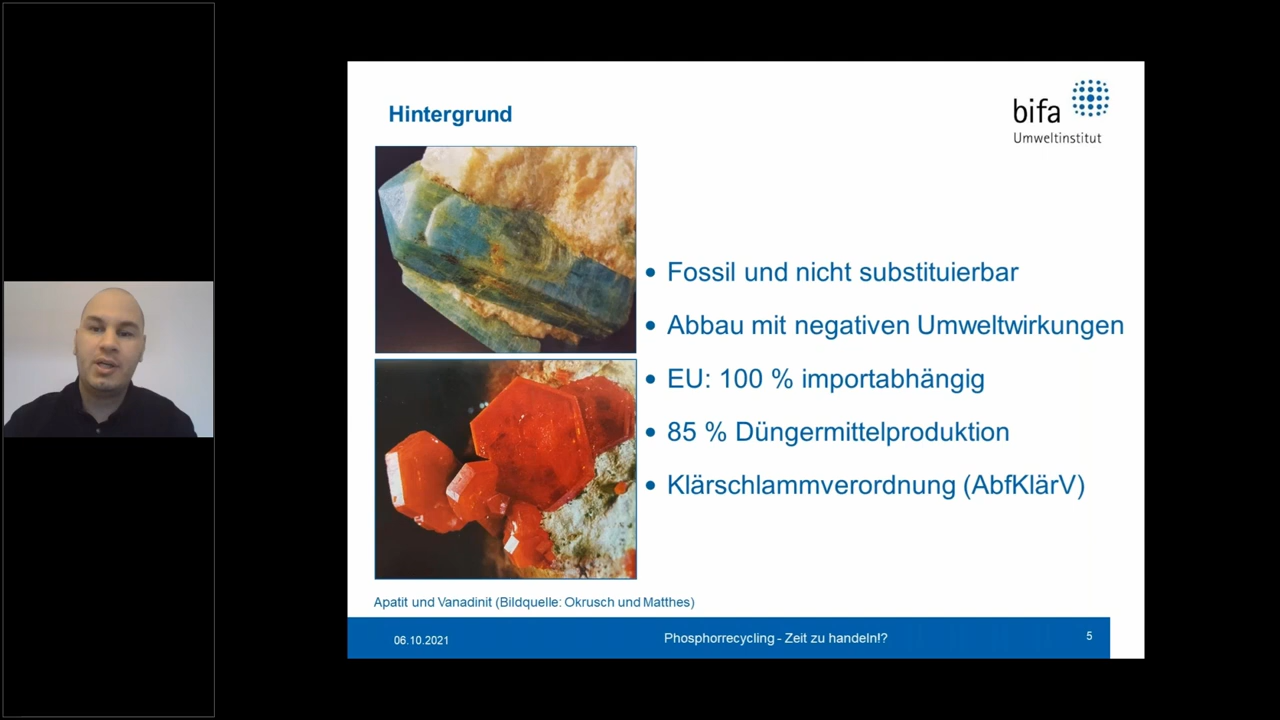 Hintergrund
bifa
Umweltinstitut
• Fossil und nicht substituierbar
• Abbau mit negativen Umweltwirkungen
• EU: 100 % importabhängig
• 85 % Düngermittelproduktion
• Klärschlammverordnung (AbfKlärV)
Apatit und Vanadinit (Bildquelle: Okrusch und Matthes)
06.10.2021
Phosphorrecycling - Zeit zu handeln!?
5